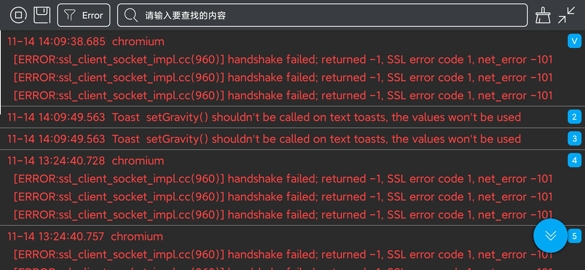 Error
请输入要查找的内容
11-14 14:09:38.685 chromium
V
[ERROR:ssl_client_socket_impl.cc(960)] handshake failed; returned -1, SSL error code 1, net_error -101
[ERROR:ssl_client_socket_impl.cc(960)] handshake failed; returned -1, SSL error code 1, net_error -101
[ERROR:ssl_client_socket_impl.cc(960)] handshake failed; returned -1, SSL error code 1, net_error -101
11-14 14:09:49.563 Toast setGravity() shouldn't be called on text toasts, the values won't be used
2
11-14 14:09:49.563 Toast setGravity() shouldn't be called on text toasts, the values won't be used
3
11-14 13:24:40.728 chromium
4
[ERROR:ssl_client_socket_impl.cc(960)] handshake failed; returned -1, SSL error code 1, net_error -101
[ERROR:ssl_client_socket_impl.cc(960)] handshake failed; returned -1, SSL error code 1, net_error -101
[ERROR:ssl_client_socket_impl.cc(960)] handshake failed; returned -1, SSL error code 1, net_error -101
11-14 13:24:40.757 chromium
5
[ERROR:ssl_client_socket_impl.cc(960)] handshake failed; returned -1, SSL error code 1, net_error -101